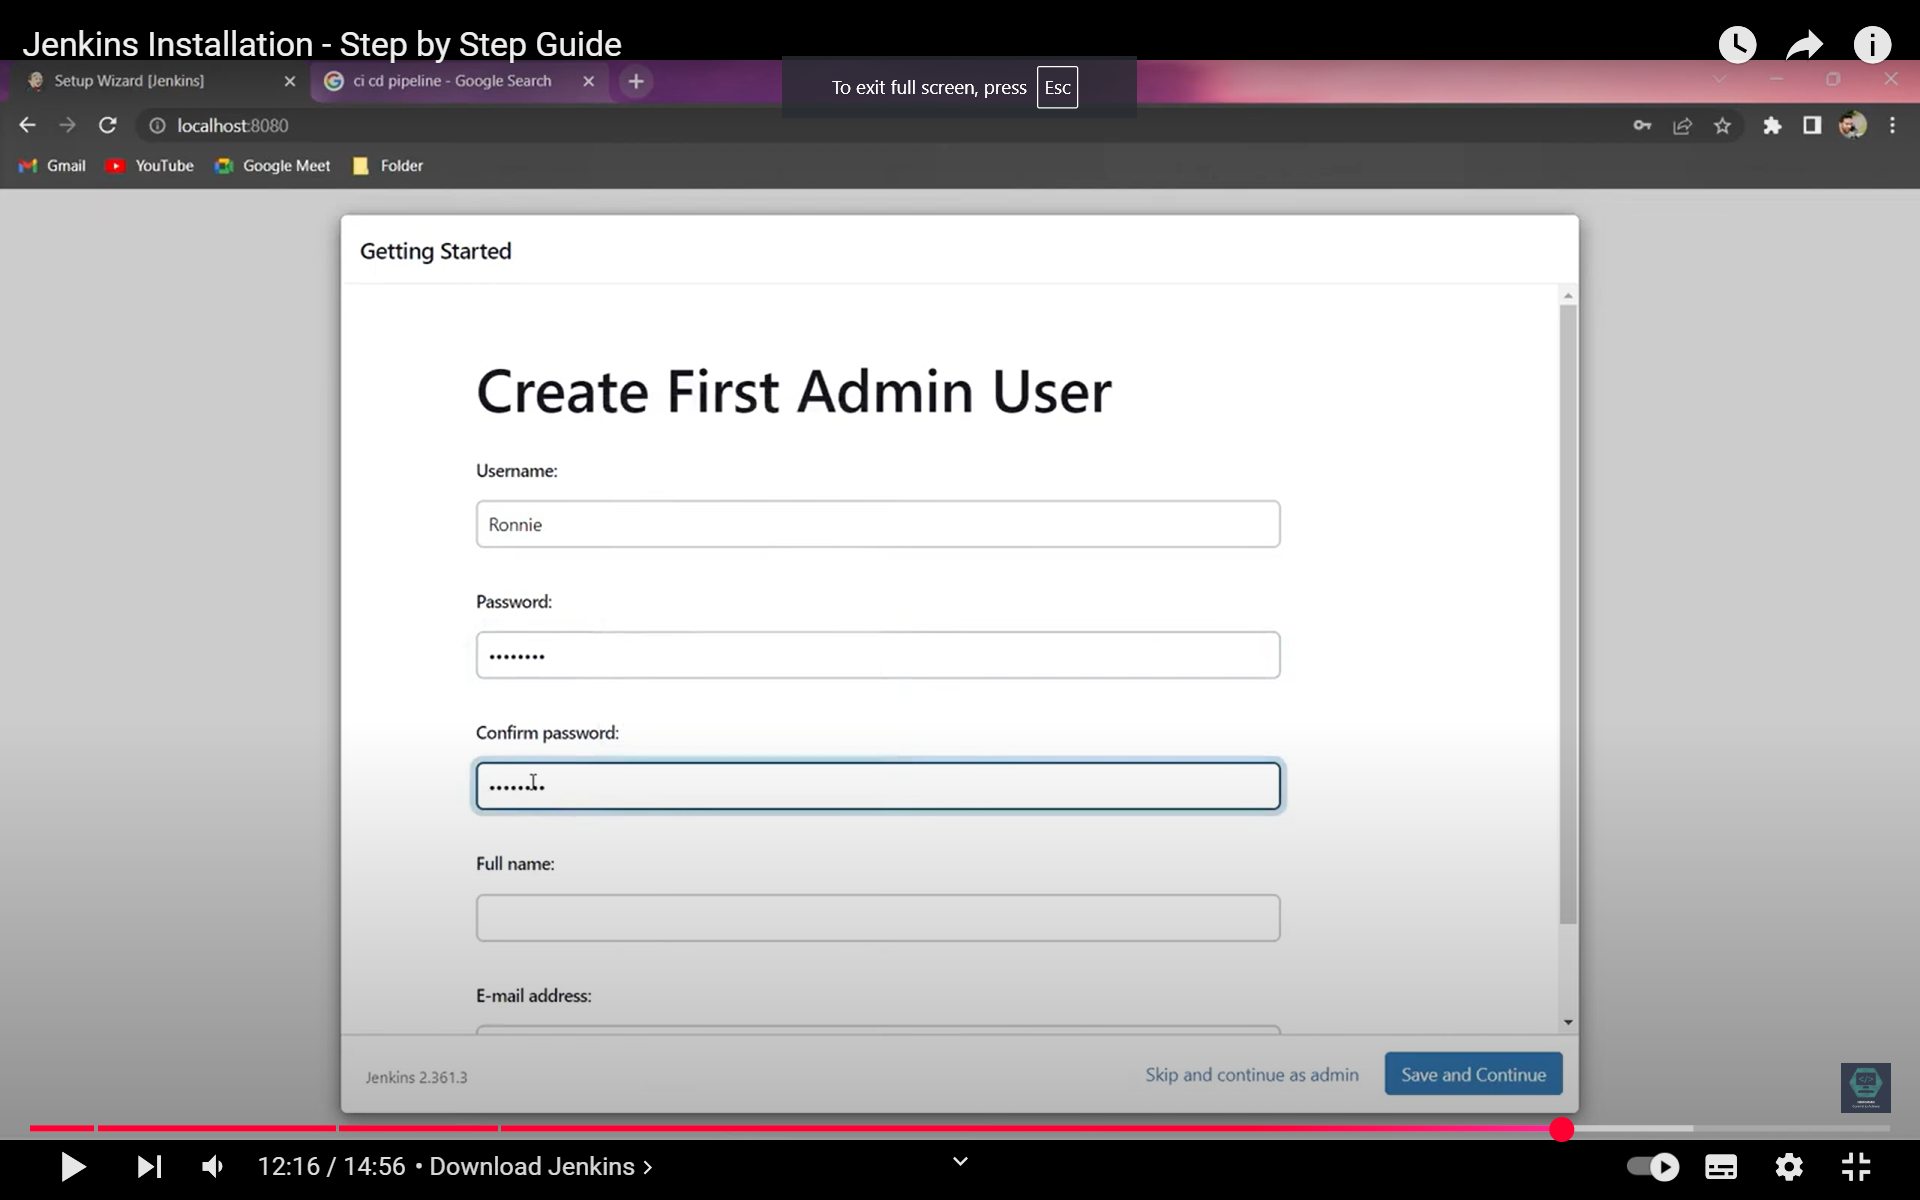 Jenkins Installation - Step by Step Guide
Setup Wizard [Jenkins]
ci cd pipeline - Google Search
To exit full screen, press Esc
localhost:8080
Gmail
YouTube
Google Meet
Folder
Getting Started
Create First Admin User
Username:
Ronnie
Password:
Confirm password:
Full name:
E-mail address:
Jenkins 2.361.3
Skip and continue as admin
Save and Continue
12:16 / 14:56 • Download Jenkins